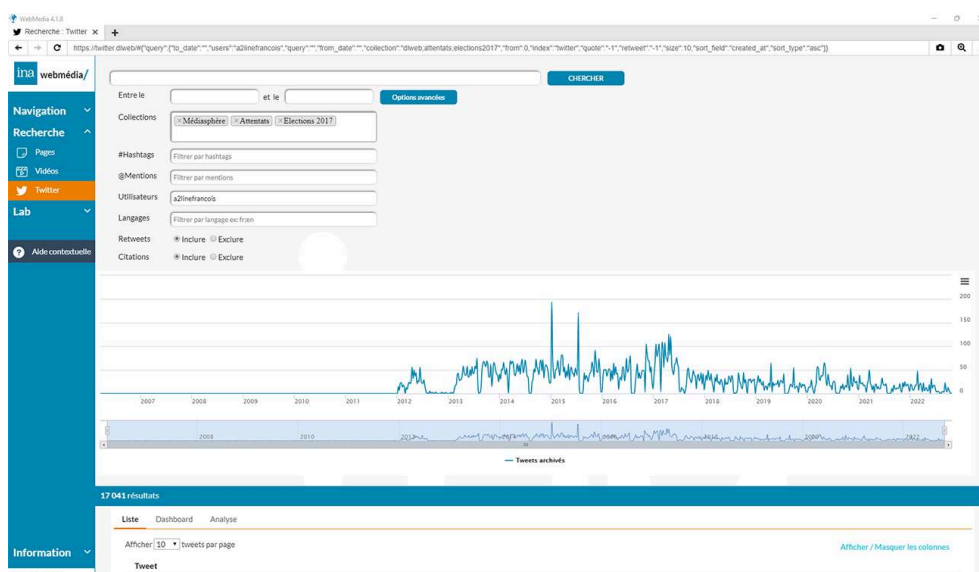 WebMedia 4.1.8
Recherche : Twitter × +
https://twitter.dlweb/#{"query":{"to_date":"","users":"a2linefrancois","query":"","from_date":"","collection":"dlweb,attentats,elections2017","from":0,"index":"twitter","quote":"-1","retweet":"-1","size":10,"sort_field":"created_at","sort_type":"asc"}}
ina webmédia/
CHERCHER
Entre le et le Options avancées
Navigation
Collections ×Médiasphère ×Attentats ×Elections 2017
Recherche
Pages
#Hashtags Filtrer par hashtags
Vidéos
@Mentions Filtrer par mentions
Twitter
Utilisateurs a2linefrancois
Lab
Langages Filtrer par langage ex: fr;en
Retweets Inclure Exclure
Aide contextuelle
Citations Inclure Exclure
200
150
100
50
0
2007 2008 2009 2010 2011 2012 2013 2014 2015 2016 2017 2018 2019 2020 2021 2022
2008 2010 2012 2014 2016 2018 2020 2022
Tweets archivés
17 041 résultats
Liste Dashboard Analyse
Afficher 10 tweets par page
Afficher / Masquer les colonnes
Information
Tweet